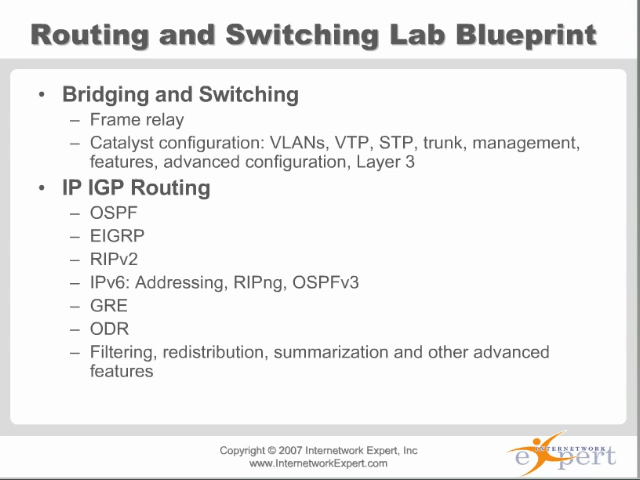 Routing and Switching Lab Blueprint
• Bridging and Switching
– Frame relay
– Catalyst configuration: VLANs, VTP, STP, trunk, management,
features, advanced configuration, Layer 3
• IP IGP Routing
– OSPF
– EIGRP
– RIPv2
– IPv6: Addressing, RIPng, OSPFv3
– GRE
– ODR
– Filtering, redistribution, summarization and other advanced
features
Copyright © 2007 Internetwork Expert, Inc
www.InternetworkExpert.com
INTERNETWORK
eXpert